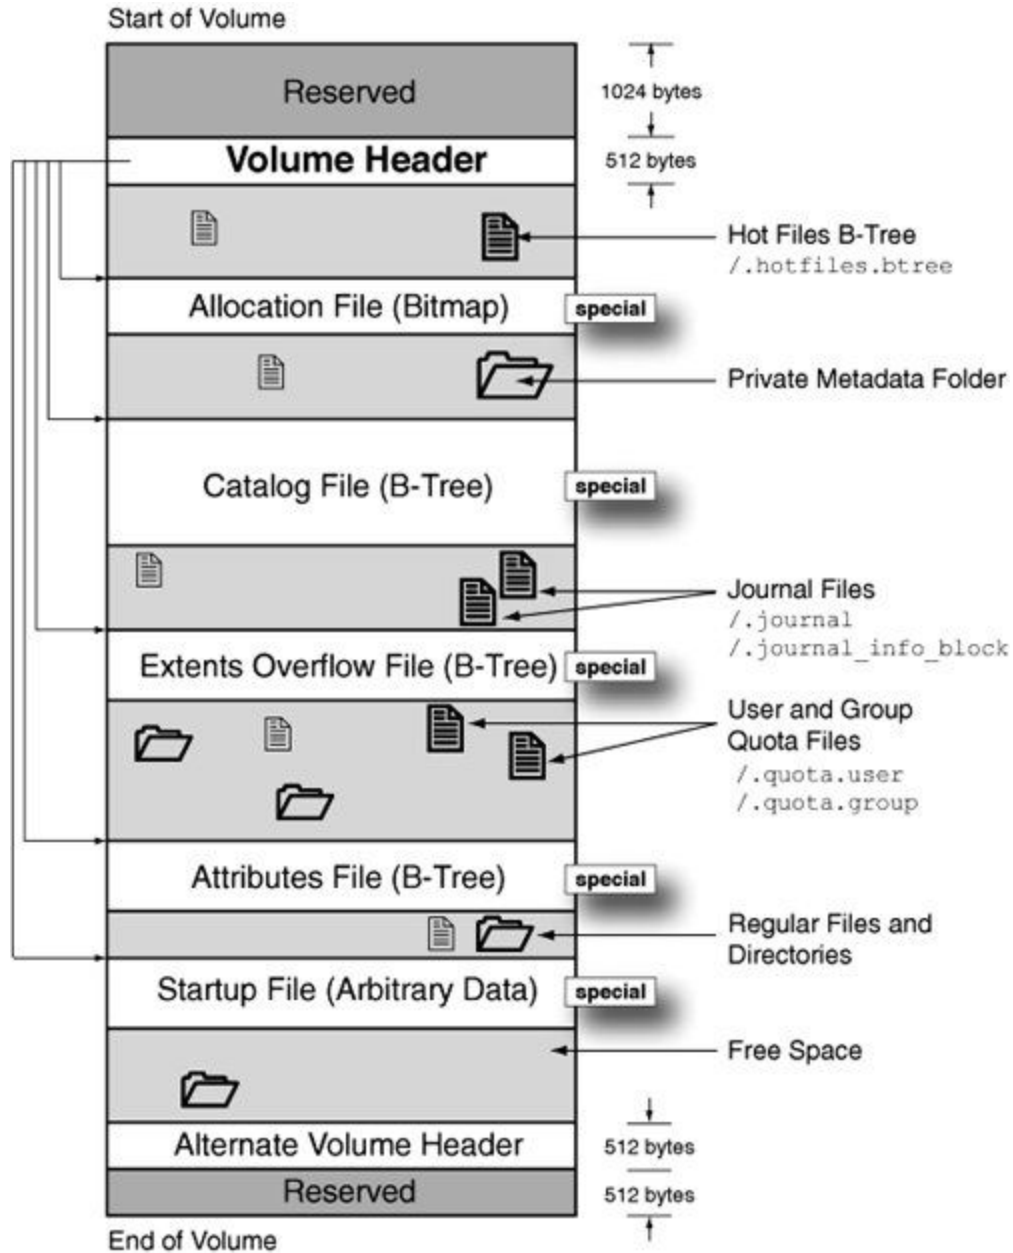 Start of Volume
Reserved
1024 bytes
Volume Header
512 bytes
Hot Files B-Tree
/.hotfiles.btree
Allocation File (Bitmap)
special
Private Metadata Folder
Catalog File (B-Tree)
special
Journal Files
/.journal
/.journal_info_block
Extents Overflow File (B-Tree)
special
User and Group
Quota Files
/.quota.user
/.quota.group
Attributes File (B-Tree)
special
Regular Files and
Directories
Startup File (Arbitrary Data)
special
Free Space
Alternate Volume Header
512 bytes
Reserved
512 bytes
End of Volume